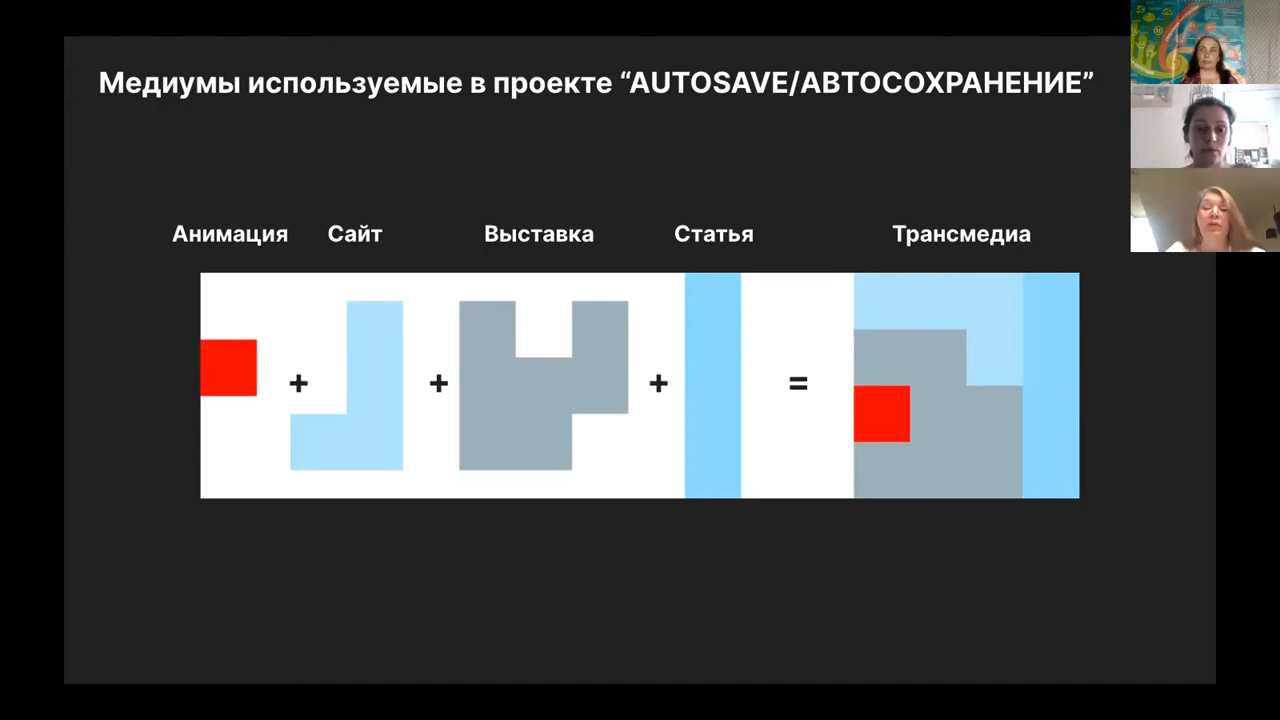 Медиумы используемые в проекте “AUTOSAVE/АВТОСОХРАНЕНИЕ”
Анимация Сайт Выставка Статья Трансмедиа
+ + + =